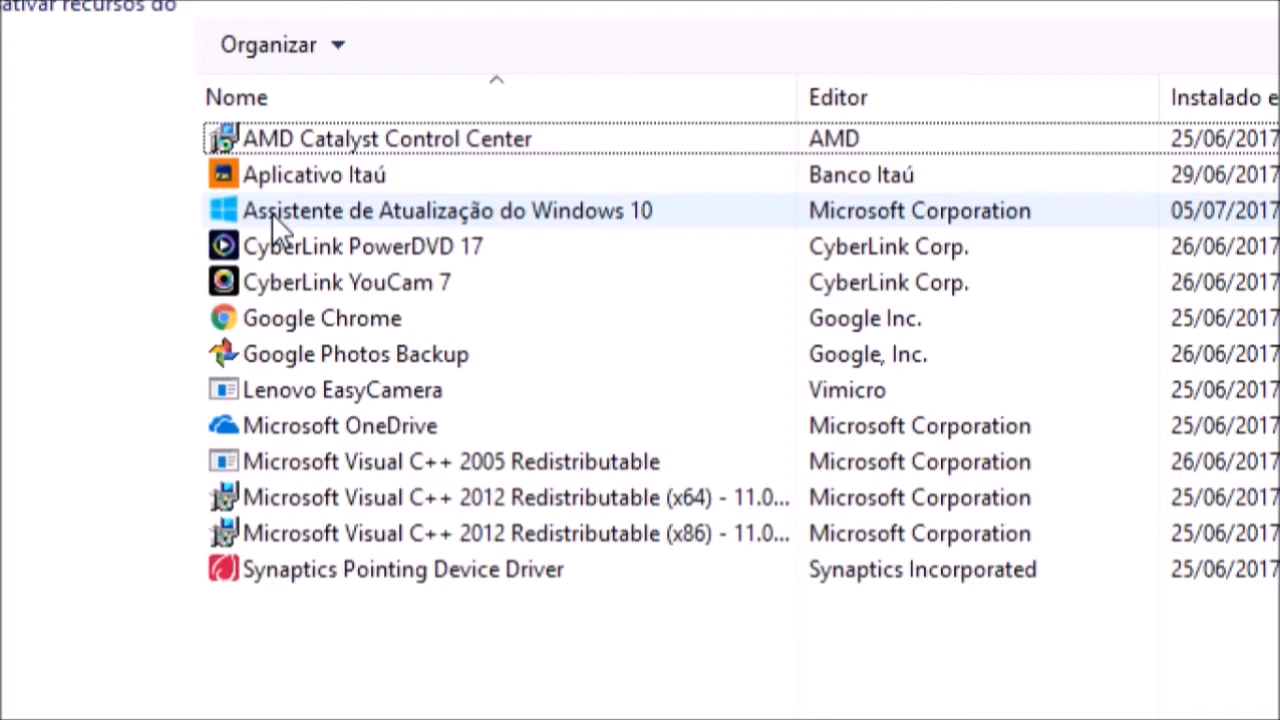 ativar recursos do
Organizar
Nome Editor Instalado e
AMD Catalyst Control Center AMD 25/06/2017
Aplicativo Itaú Banco Itaú 29/06/2017
Assistente de Atualização do Windows 10 Microsoft Corporation 05/07/2017
CyberLink PowerDVD 17 CyberLink Corp. 26/06/2017
CyberLink YouCam 7 CyberLink Corp. 26/06/2017
Google Chrome Google Inc. 25/06/2017
Google Photos Backup Google, Inc. 26/06/2017
Lenovo EasyCamera Vimicro 25/06/2017
Microsoft OneDrive Microsoft Corporation 25/06/2017
Microsoft Visual C++ 2005 Redistributable Microsoft Corporation 26/06/2017
Microsoft Visual C++ 2012 Redistributable (x64) - 11.0... Microsoft Corporation 25/06/2017
Microsoft Visual C++ 2012 Redistributable (x86) - 11.0... Microsoft Corporation 25/06/2017
Synaptics Pointing Device Driver Synaptics Incorporated 25/06/2017